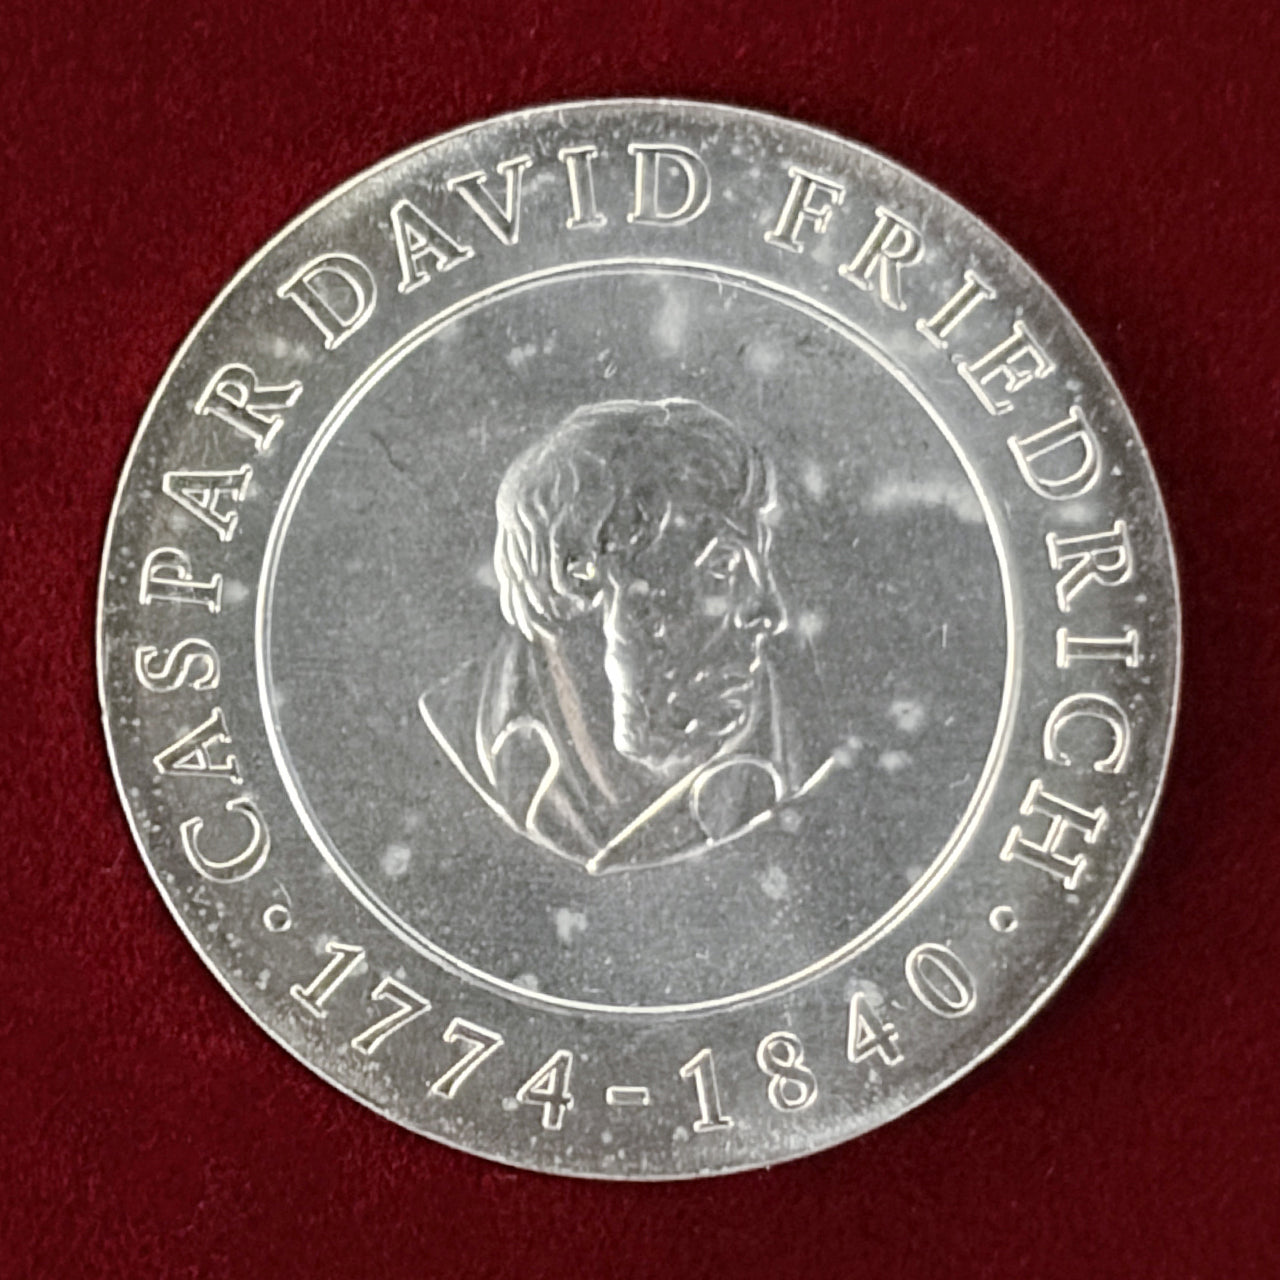 CASPAR DAVID FRIEDRICH
· 1774-1840 ·